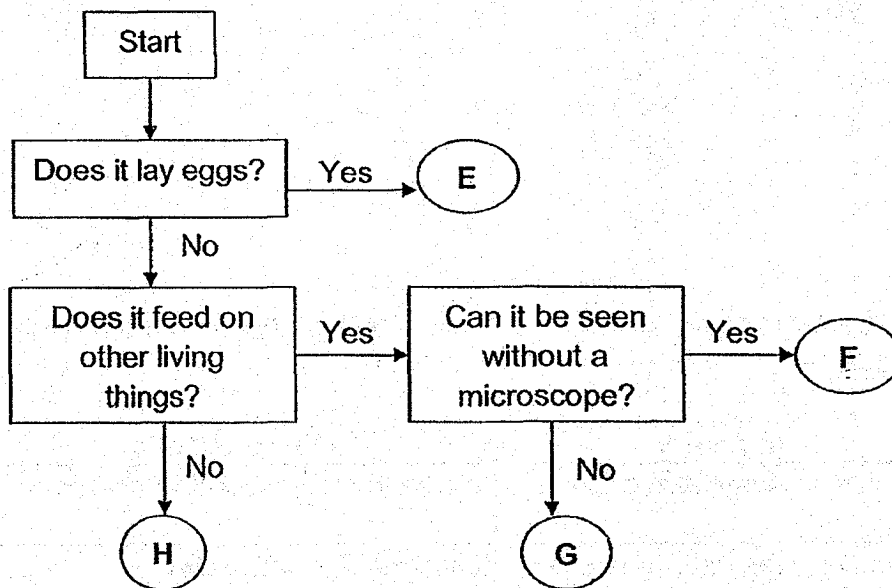 Start
Does it lay eggs?
Yes
E
No
Does it feed on
other living
things?
Yes
Can it be seen
without a
microscope?
Yes
F
No
No
H
G